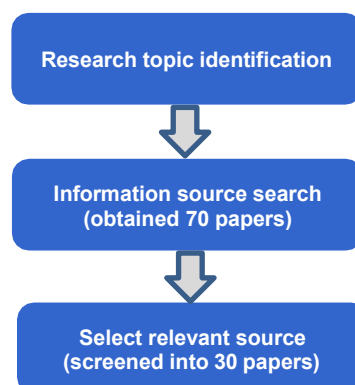 Research topic identification
Information source search
(obtained 70 papers)
Select relevant source
(screened into 30 papers)